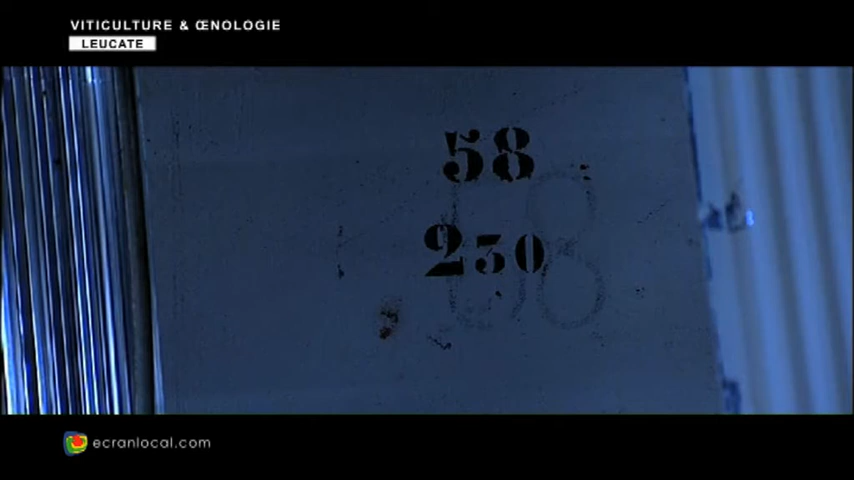 VITICULTURE & ŒNOLOGIE
LEUCATE
58
230
ecranlocal.com